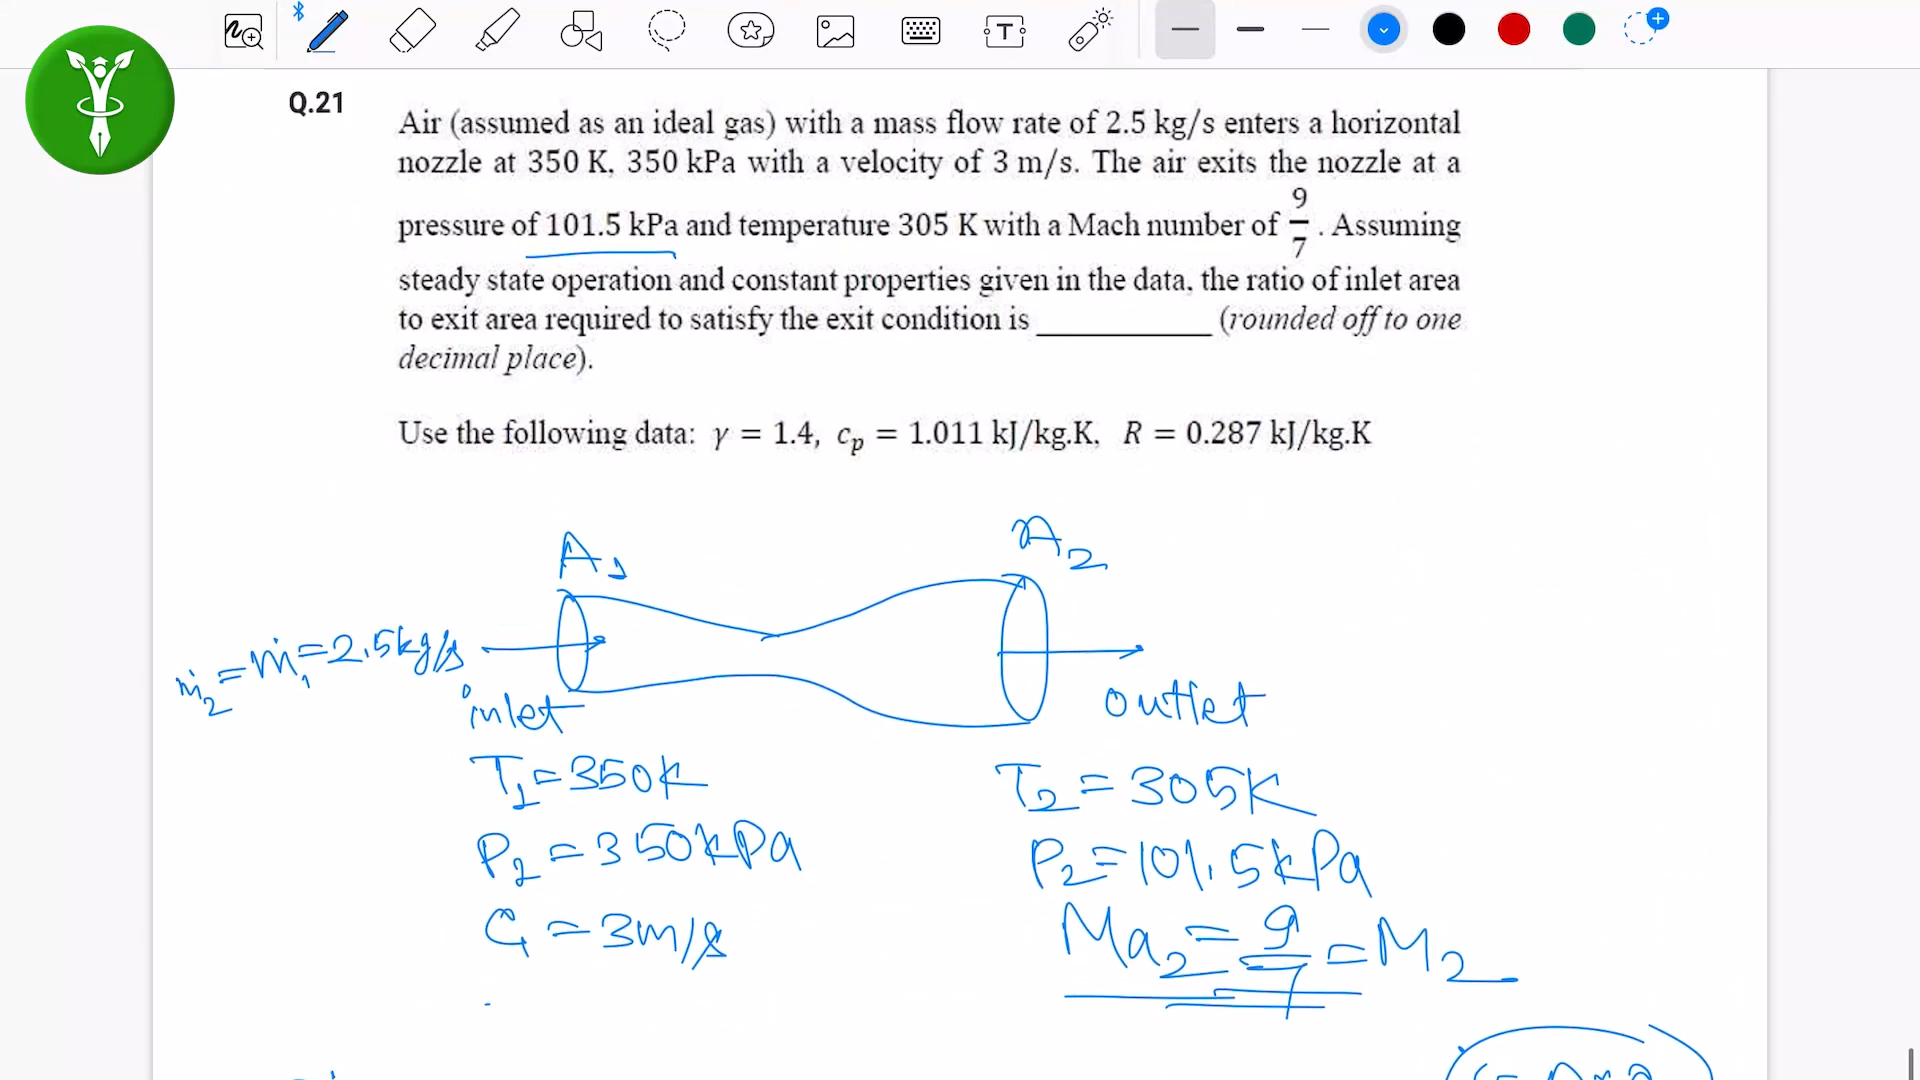 Q.21
Air (assumed as an ideal gas) with a mass flow rate of 2.5 kg/s enters a horizontal
nozzle at 350 K, 350 kPa with a velocity of 3 m/s. The air exits the nozzle at a
pressure of 101.5 kPa and temperature 305 K with a Mach number of 9/7 . Assuming
steady state operation and constant properties given in the data, the ratio of inlet area
to exit area required to satisfy the exit condition is __________ (rounded off to one
decimal place).
Use the following data: γ = 1.4, cₚ = 1.011 kJ/kg.K, R = 0.287 kJ/kg.K
A₁ A₂
ṁ₂ = ṁ₁ = 2.5kg/s
inlet outlet
T₁ = 350K T₂ = 305K
P₁ = 350kPa P₂ = 101.5kPa
C₁ = 3m/s Ma₂ = 9/7 = M₂